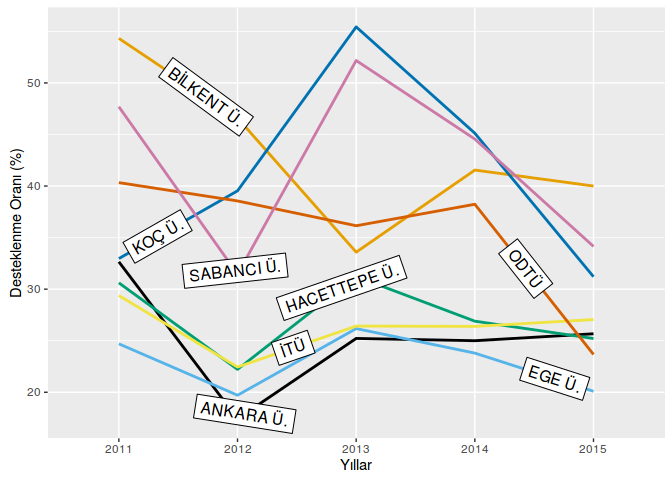 BİLKENT Ü.
KOÇ Ü.
SABANCI Ü.
HACETTEPE Ü.
ODTÜ
İTÜ
EGE Ü.
ANKARA Ü.
50
40
30
20
Desteklenme Oranı (%)
2011 2012 2013 2014 2015
Yıllar